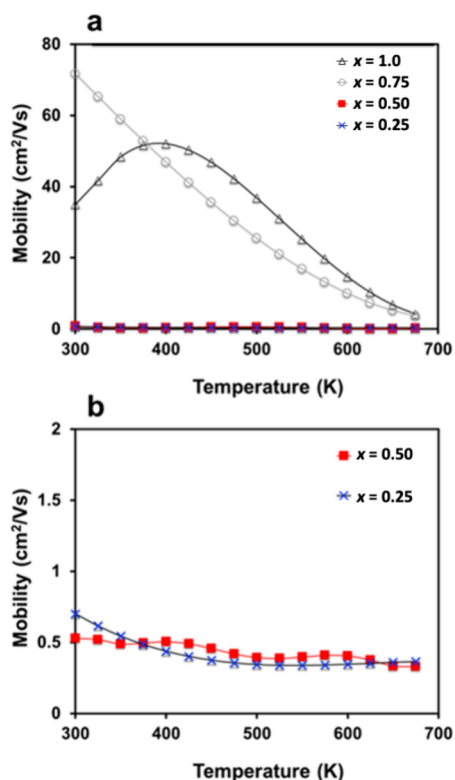 a
80
60
40
20
0
Mobility (cm²/Vs)
x = 1.0
x = 0.75
x = 0.50
x = 0.25
300 400 500 600 700
Temperature (K)
b
2
1.5
1
0.5
0
Mobility (cm²/Vs)
x = 0.50
x = 0.25
300 400 500 600 700
Temperature (K)